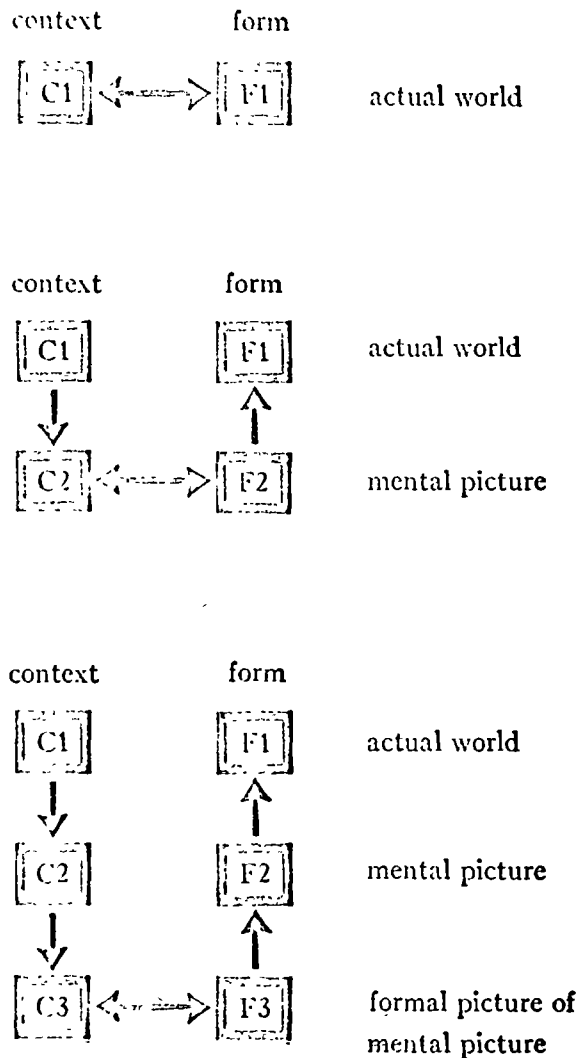 context form
C1 F1 actual world
context form
C1 F1 actual world
C2 F2 mental picture
context form
C1 F1 actual world
C2 F2 mental picture
C3 F3 formal picture of
mental picture